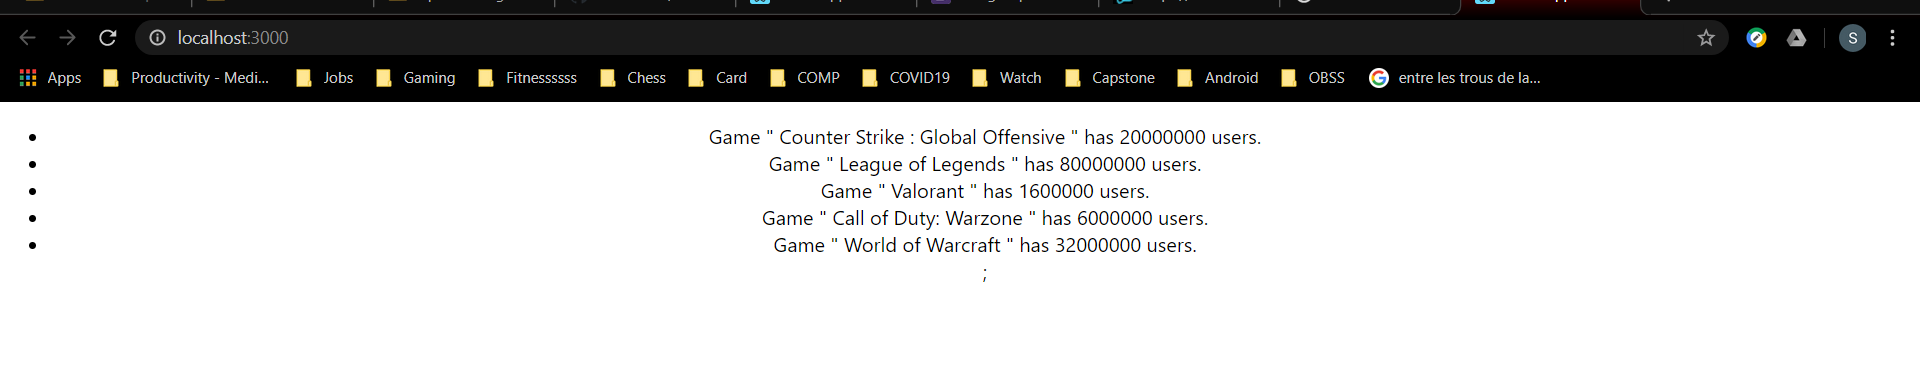 localhost:3000
S
Apps Productivity - Medi... Jobs Gaming Fitnessssss Chess Card COMP COVID19 Watch Capstone Android OBSS entre les trous de la...
Game " Counter Strike : Global Offensive " has 20000000 users.
Game " League of Legends " has 80000000 users.
Game " Valorant " has 1600000 users.
Game " Call of Duty: Warzone " has 6000000 users.
Game " World of Warcraft " has 32000000 users.
;